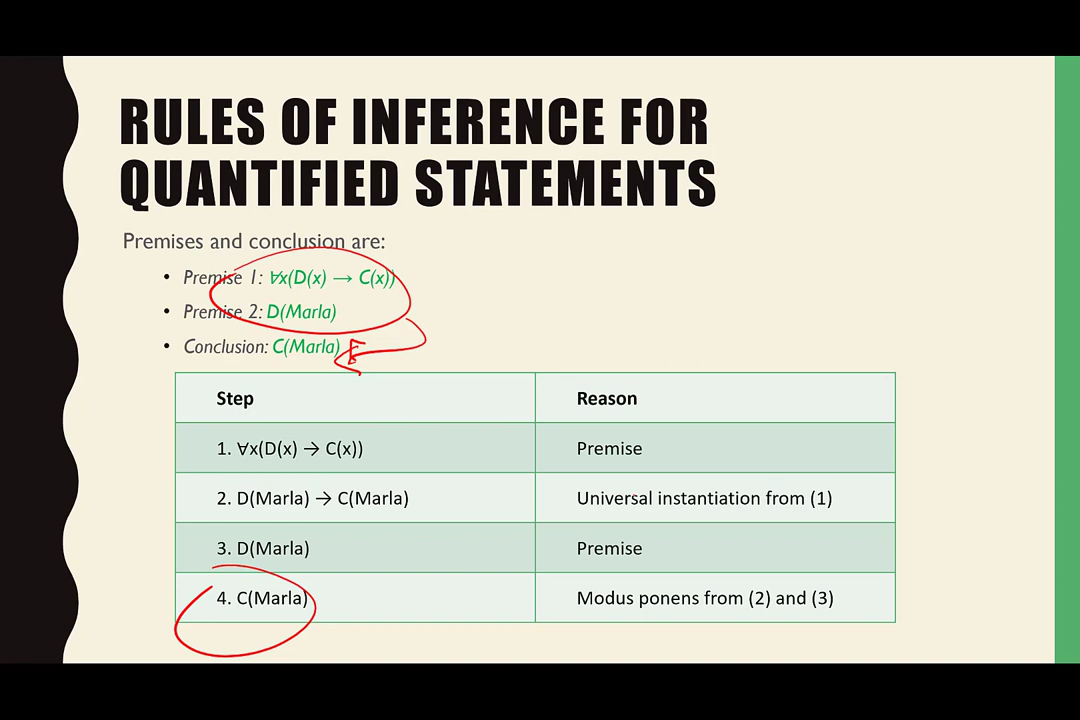 RULES OF INFERENCE FOR
QUANTIFIED STATEMENTS
Premises and conclusion are:
• Premise 1: ∀x(D(x) → C(x))
• Premise 2: D(Marla)
• Conclusion: C(Marla)
Step Reason
1. ∀x(D(x) → C(x)) Premise
2. D(Marla) → C(Marla) Universal instantiation from (1)
3. D(Marla) Premise
4. C(Marla) Modus ponens from (2) and (3)